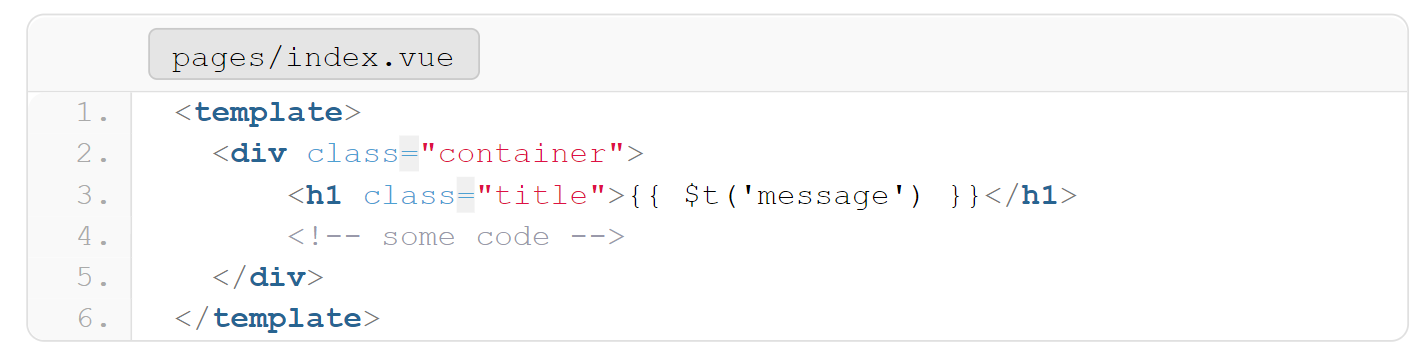 pages/index.vue
1. <template>
2.   <div class="container">
3.       <h1 class="title">{{ $t('message') }}</h1>
4.       <!-- some code -->
5.   </div>
6. </template>